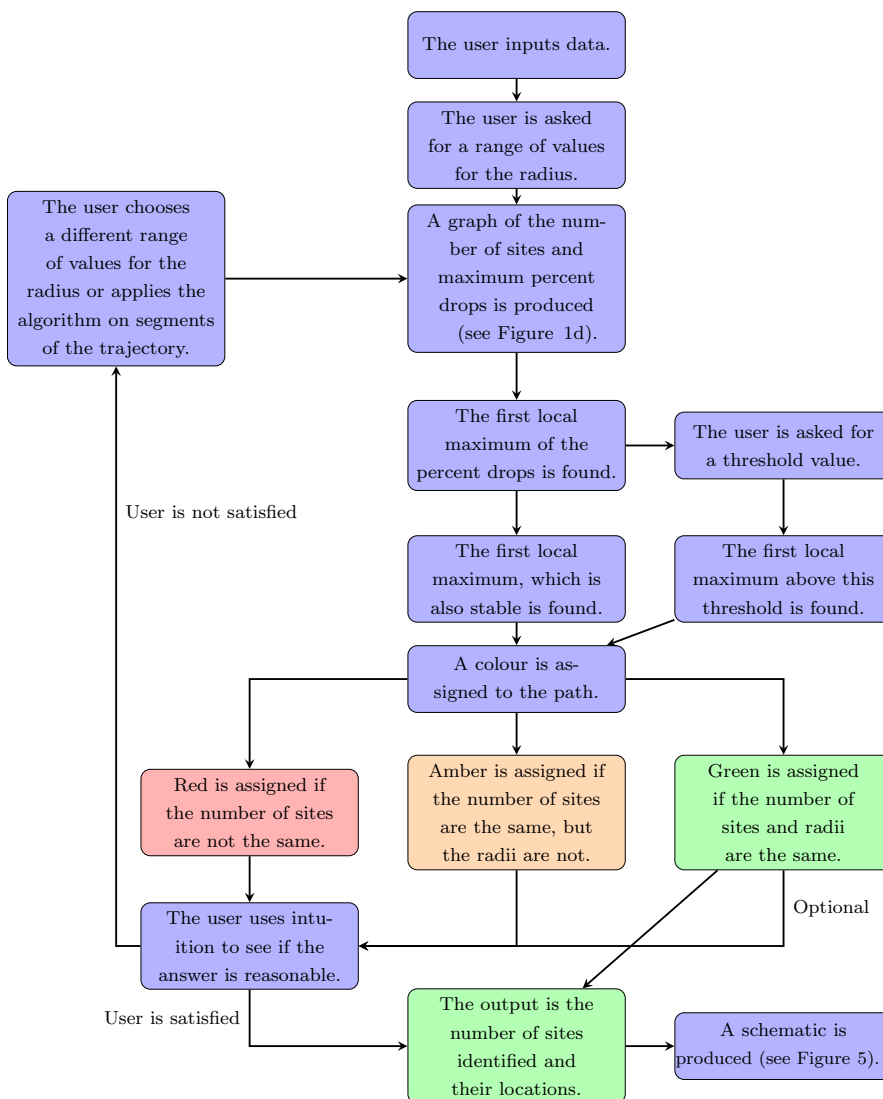 The user inputs data.
The user is asked
for a range of values
for the radius.
The user chooses
a different range
of values for the
radius or applies the
algorithm on segments
of the trajectory.
A graph of the num-
ber of sites and
maximum percent
drops is produced
(see Figure 1d).
The first local
maximum of the
percent drops is found.
The user is asked for
a threshold value.
User is not satisfied
The first local
maximum, which is
also stable is found.
The first local
maximum above this
threshold is found.
A colour is as-
signed to the path.
Red is assigned if
the number of sites
are not the same.
Amber is assigned if
the number of sites
are the same, but
the radii are not.
Green is assigned
if the number of
sites and radii
are the same.
Optional
The user uses intu-
ition to see if the
answer is reasonable.
User is satisfied
The output is the
number of sites
identified and
their locations.
A schematic is
produced (see Figure 5).